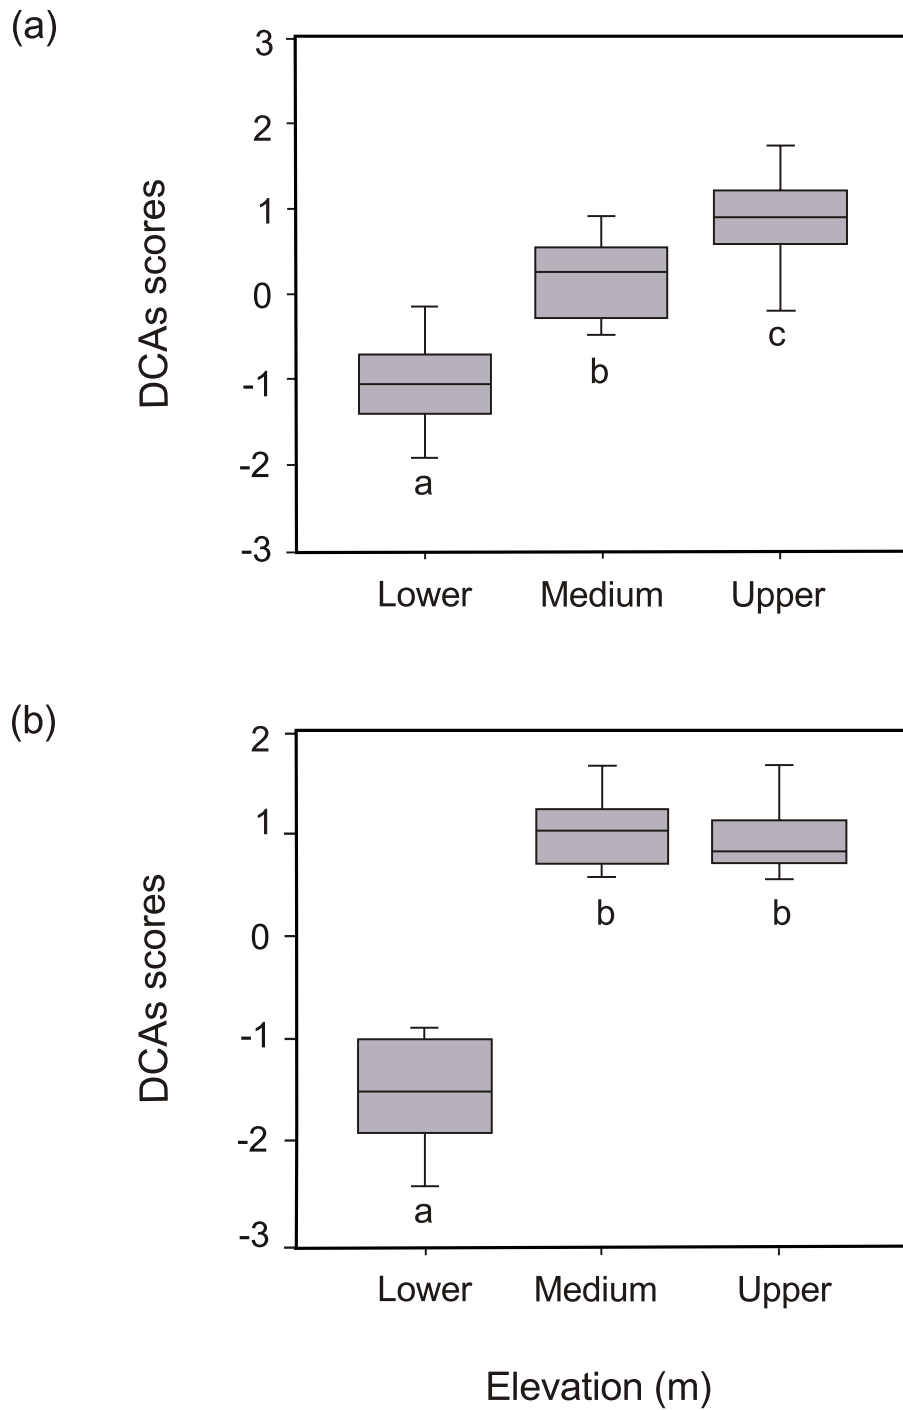 (a)
DCAs scores
3
2
1
0
-1
-2
-3
a
b
c
Lower Medium Upper
(b)
DCAs scores
2
1
0
-1
-2
-3
a
b
b
Lower Medium Upper
Elevation (m)